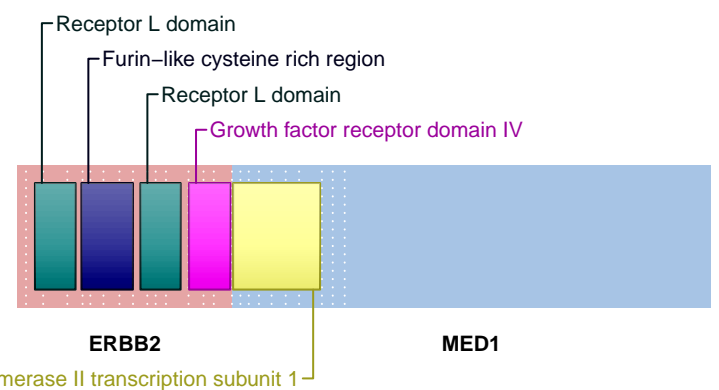 Receptor L domain
Furin−like cysteine rich region
Receptor L domain
Growth factor receptor domain IV
ERBB2 MED1
II transcription subunit 1